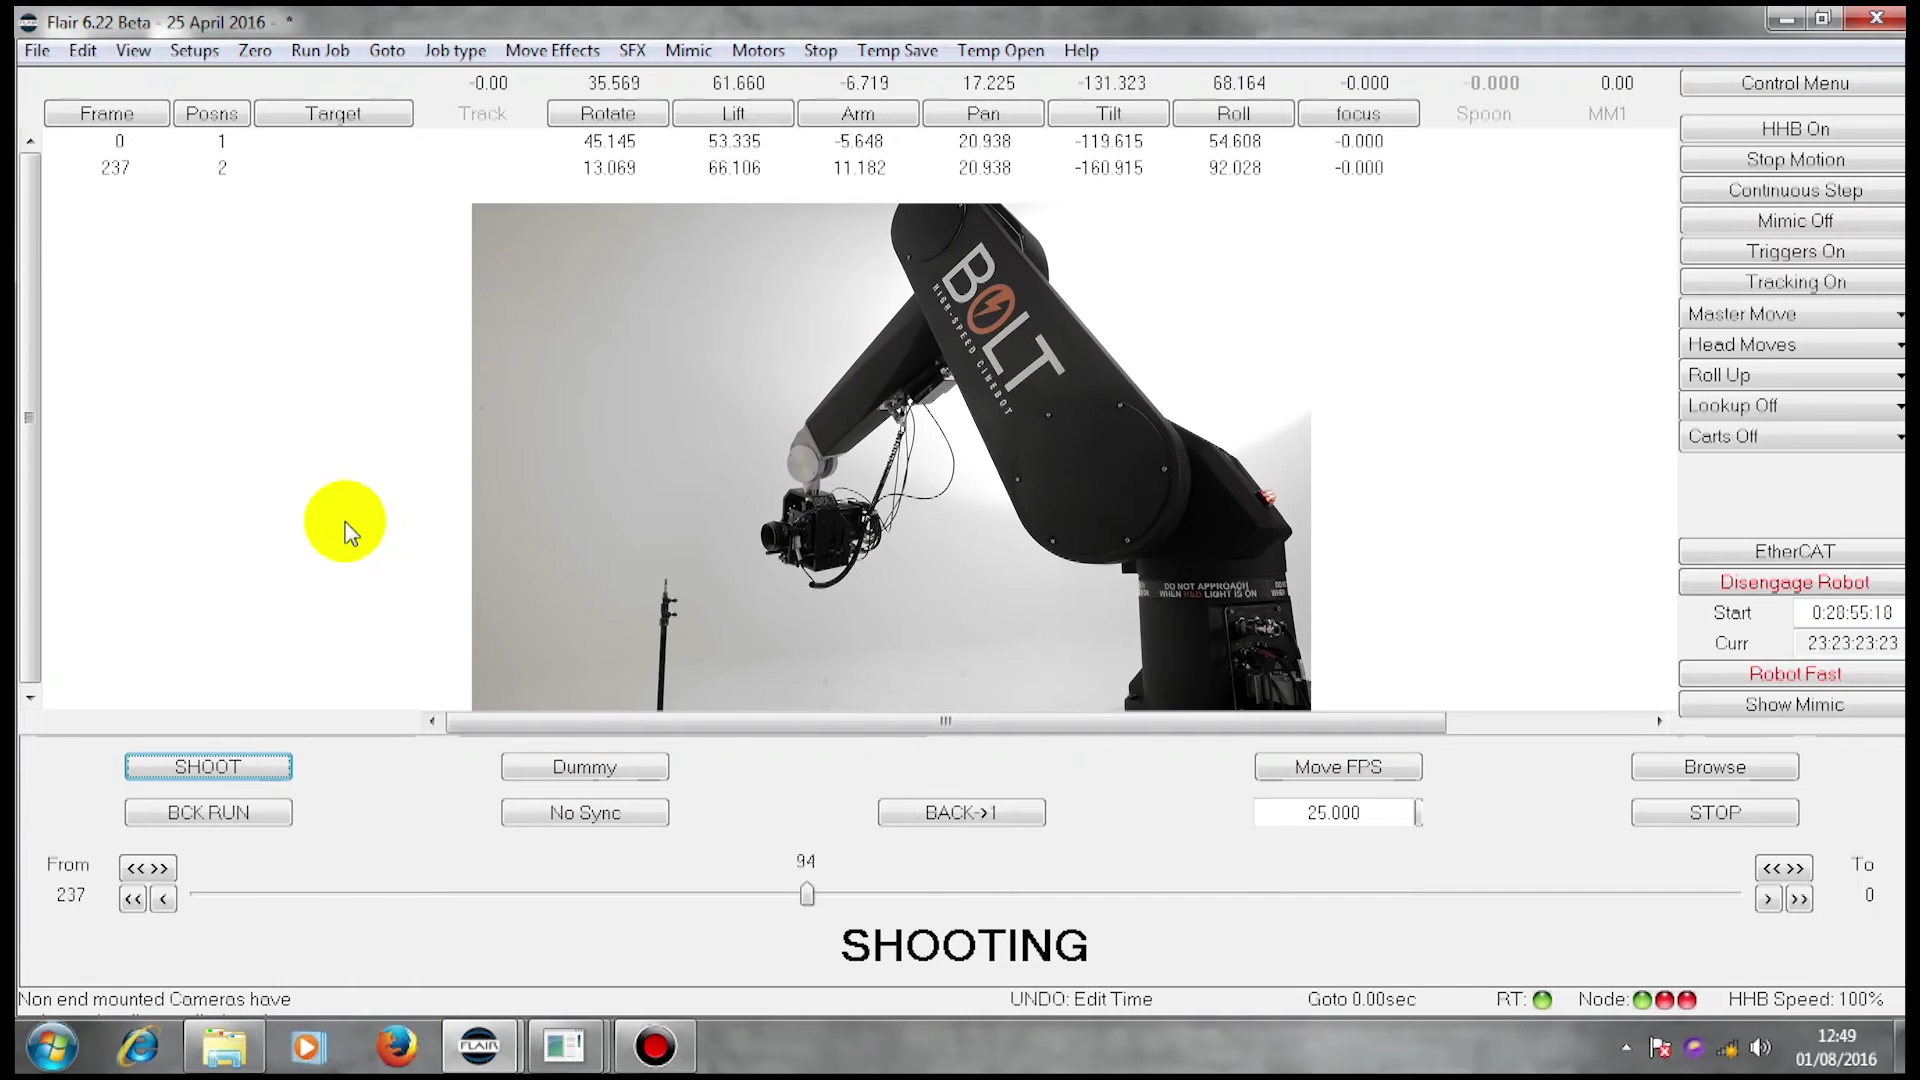 Flair 6.22 Beta - 25 April 2016 - *
File Edit View Setups Zero Run Job Goto Job type Move Effects SFX Mimic Motors Stop Temp Save Temp Open Help
-0.00 35.569 61.660 -6.719 17.225 -131.323 68.164 -0.000 -0.000 0.00
Frame Posns Target Track Rotate Lift Arm Pan Tilt Roll focus Spoon MM1
0 1 45.145 53.335 -5.648 20.938 -119.615 54.608 -0.000
237 2 13.069 66.106 11.182 20.938 -160.915 92.028 -0.000
Control Menu
HHB On
Stop Motion
Continuous Step
Mimic Off
Triggers On
Tracking On
Master Move
Head Moves
Roll Up
Lookup Off
Carts Off
EtherCAT
Disengage Robot
Start 0:28:55:18
Curr 23:23:23:23
Robot Fast
Show Mimic
BOLT
HIGH-SPEED CINEBOT
DO NOT APPROACH
WHEN RED LIGHT IS ON
SHOOT Dummy Move FPS Browse
BCK RUN No Sync BACK->1 25.000 STOP
From << >> 94 << >> To
237 << < > >> 0
SHOOTING
Non end mounted Cameras have UNDO: Edit Time Goto 0.00sec RT: Node: HHB Speed: 100%
FLAIR
12:49
01/08/2016